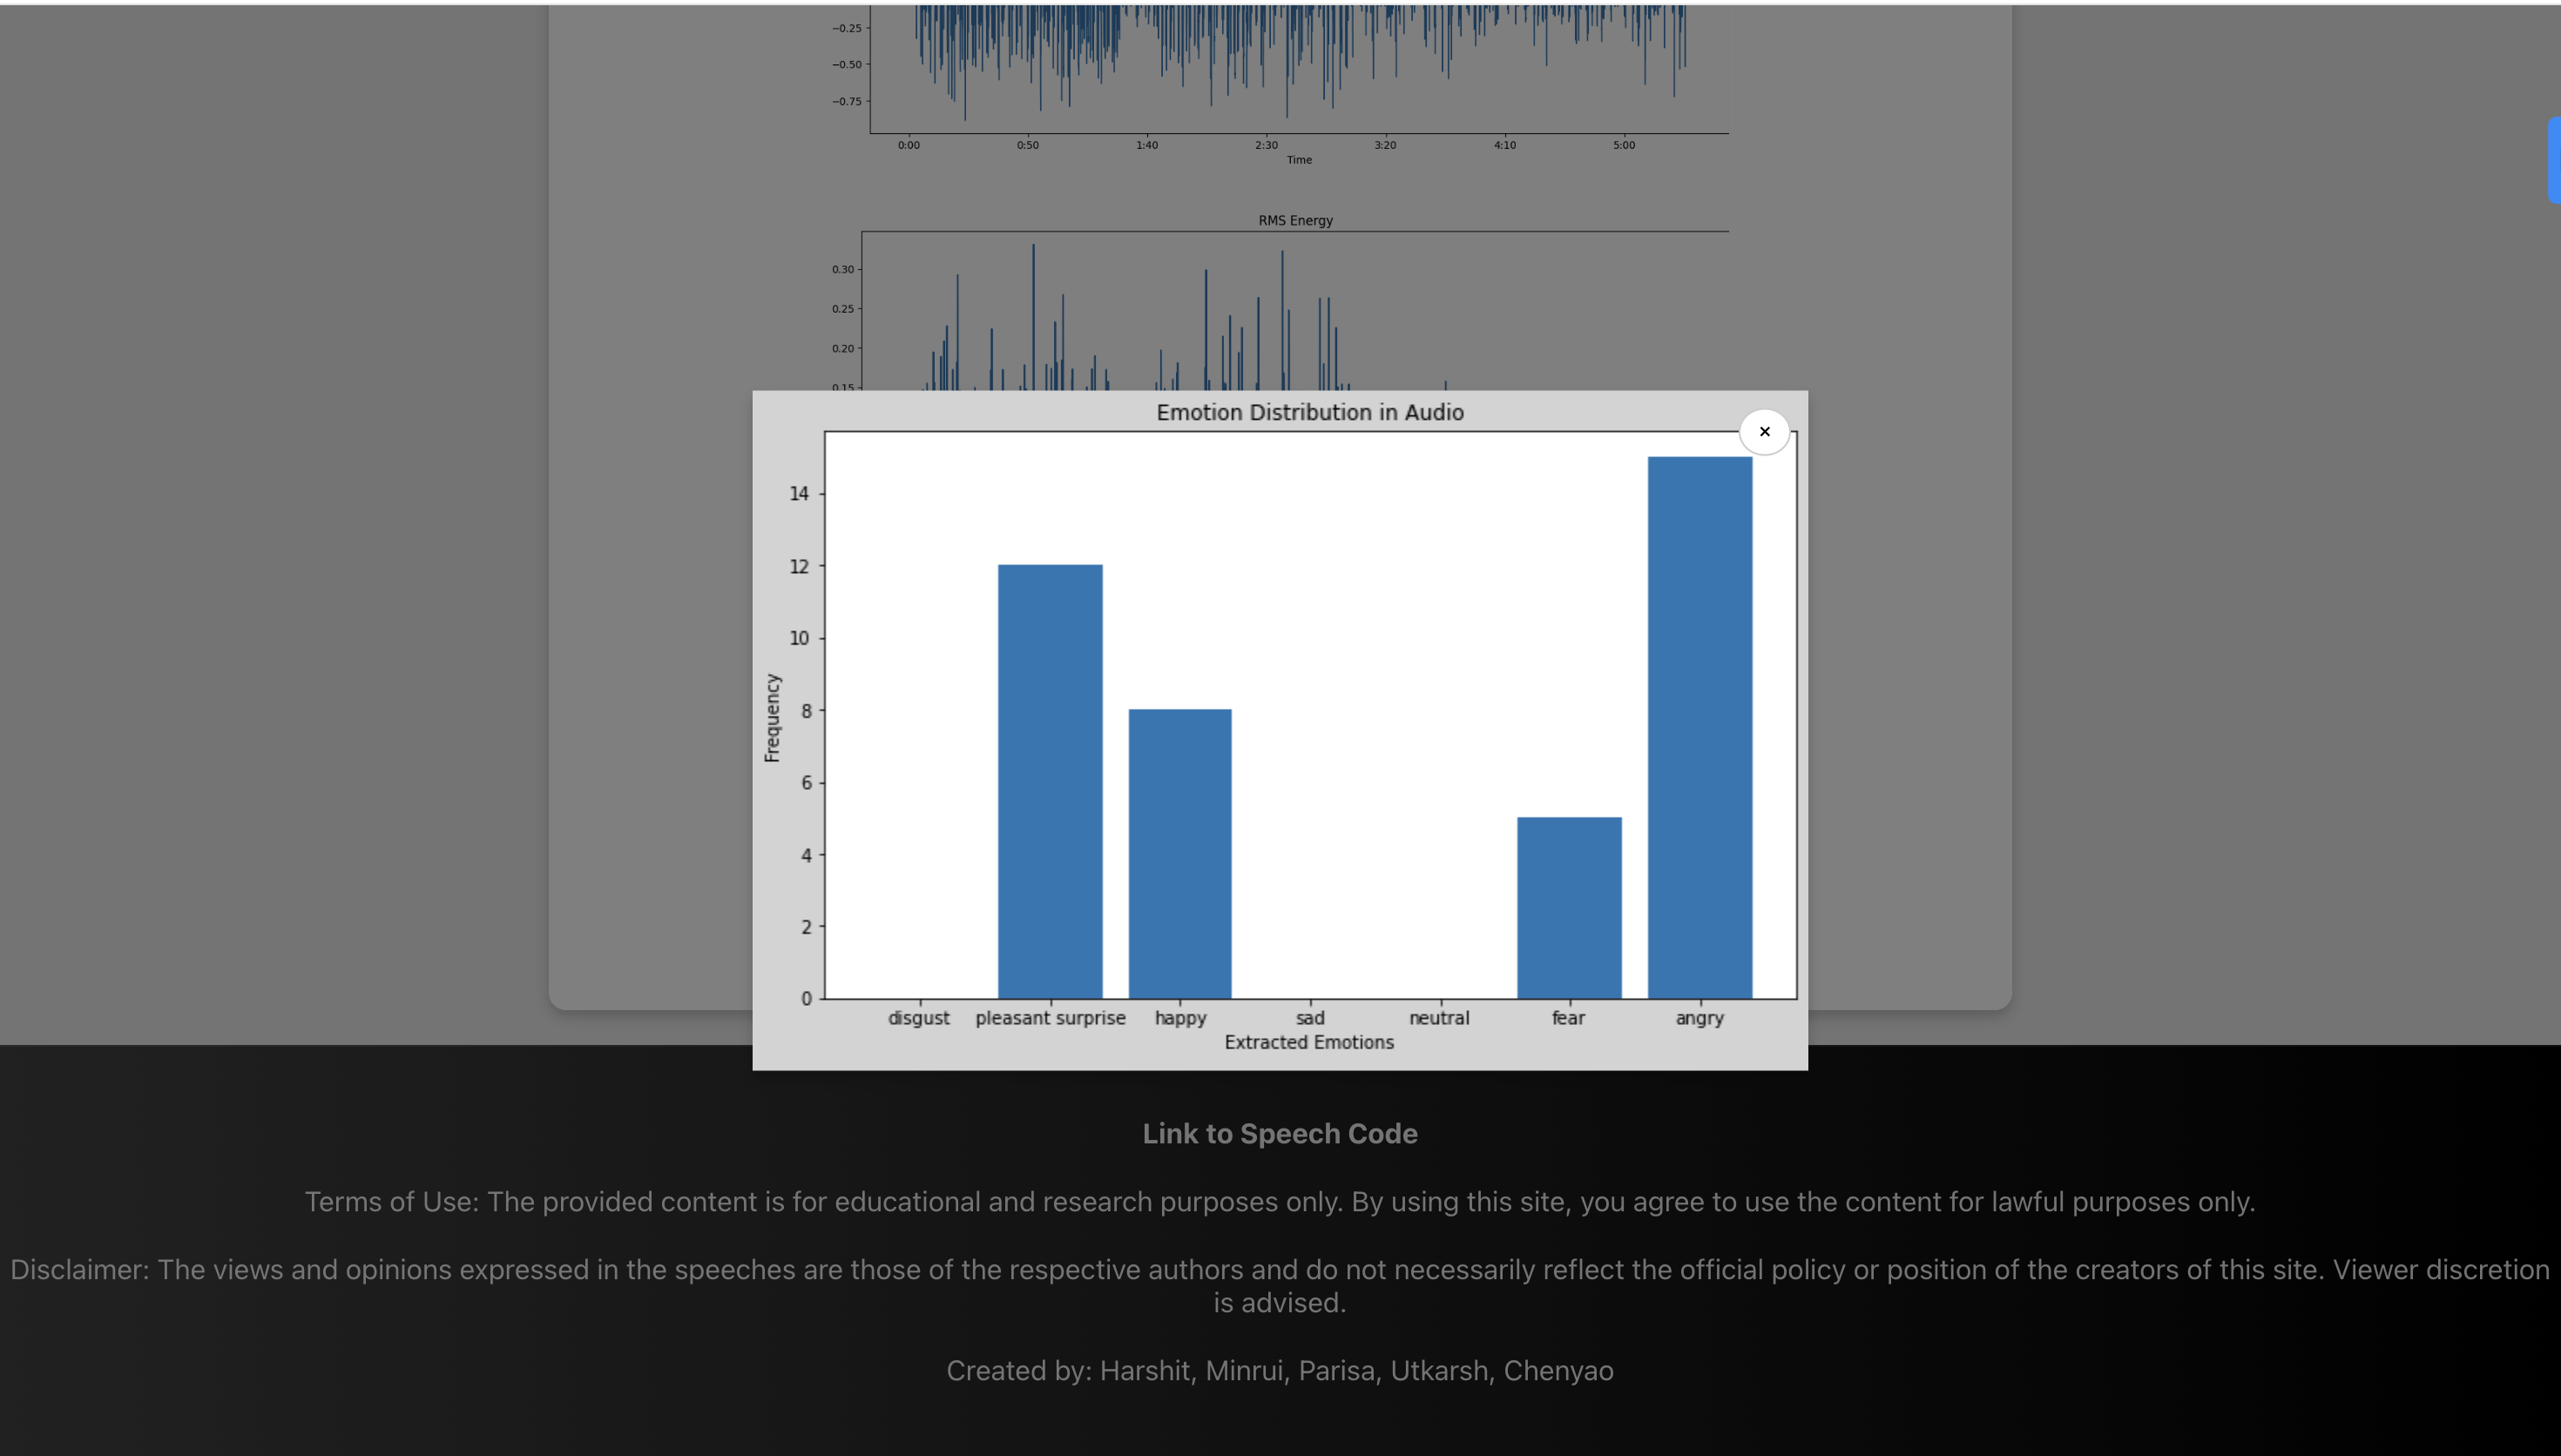 −0.25
−0.50
−0.75
0:00 0:50 1:40 2:30 3:20 4:10 5:00
Time
RMS Energy
0.30
0.25
0.20
0.15
Emotion Distribution in Audio
×
14
12
10
8
6
4
2
0
Frequency
disgust pleasant surprise happy sad neutral fear angry
Extracted Emotions
Link to Speech Code
Terms of Use: The provided content is for educational and research purposes only. By using this site, you agree to use the content for lawful purposes only.
Disclaimer: The views and opinions expressed in the speeches are those of the respective authors and do not necessarily reflect the official policy or position of the creators of this site. Viewer discretion
is advised.
Created by: Harshit, Minrui, Parisa, Utkarsh, Chenyao